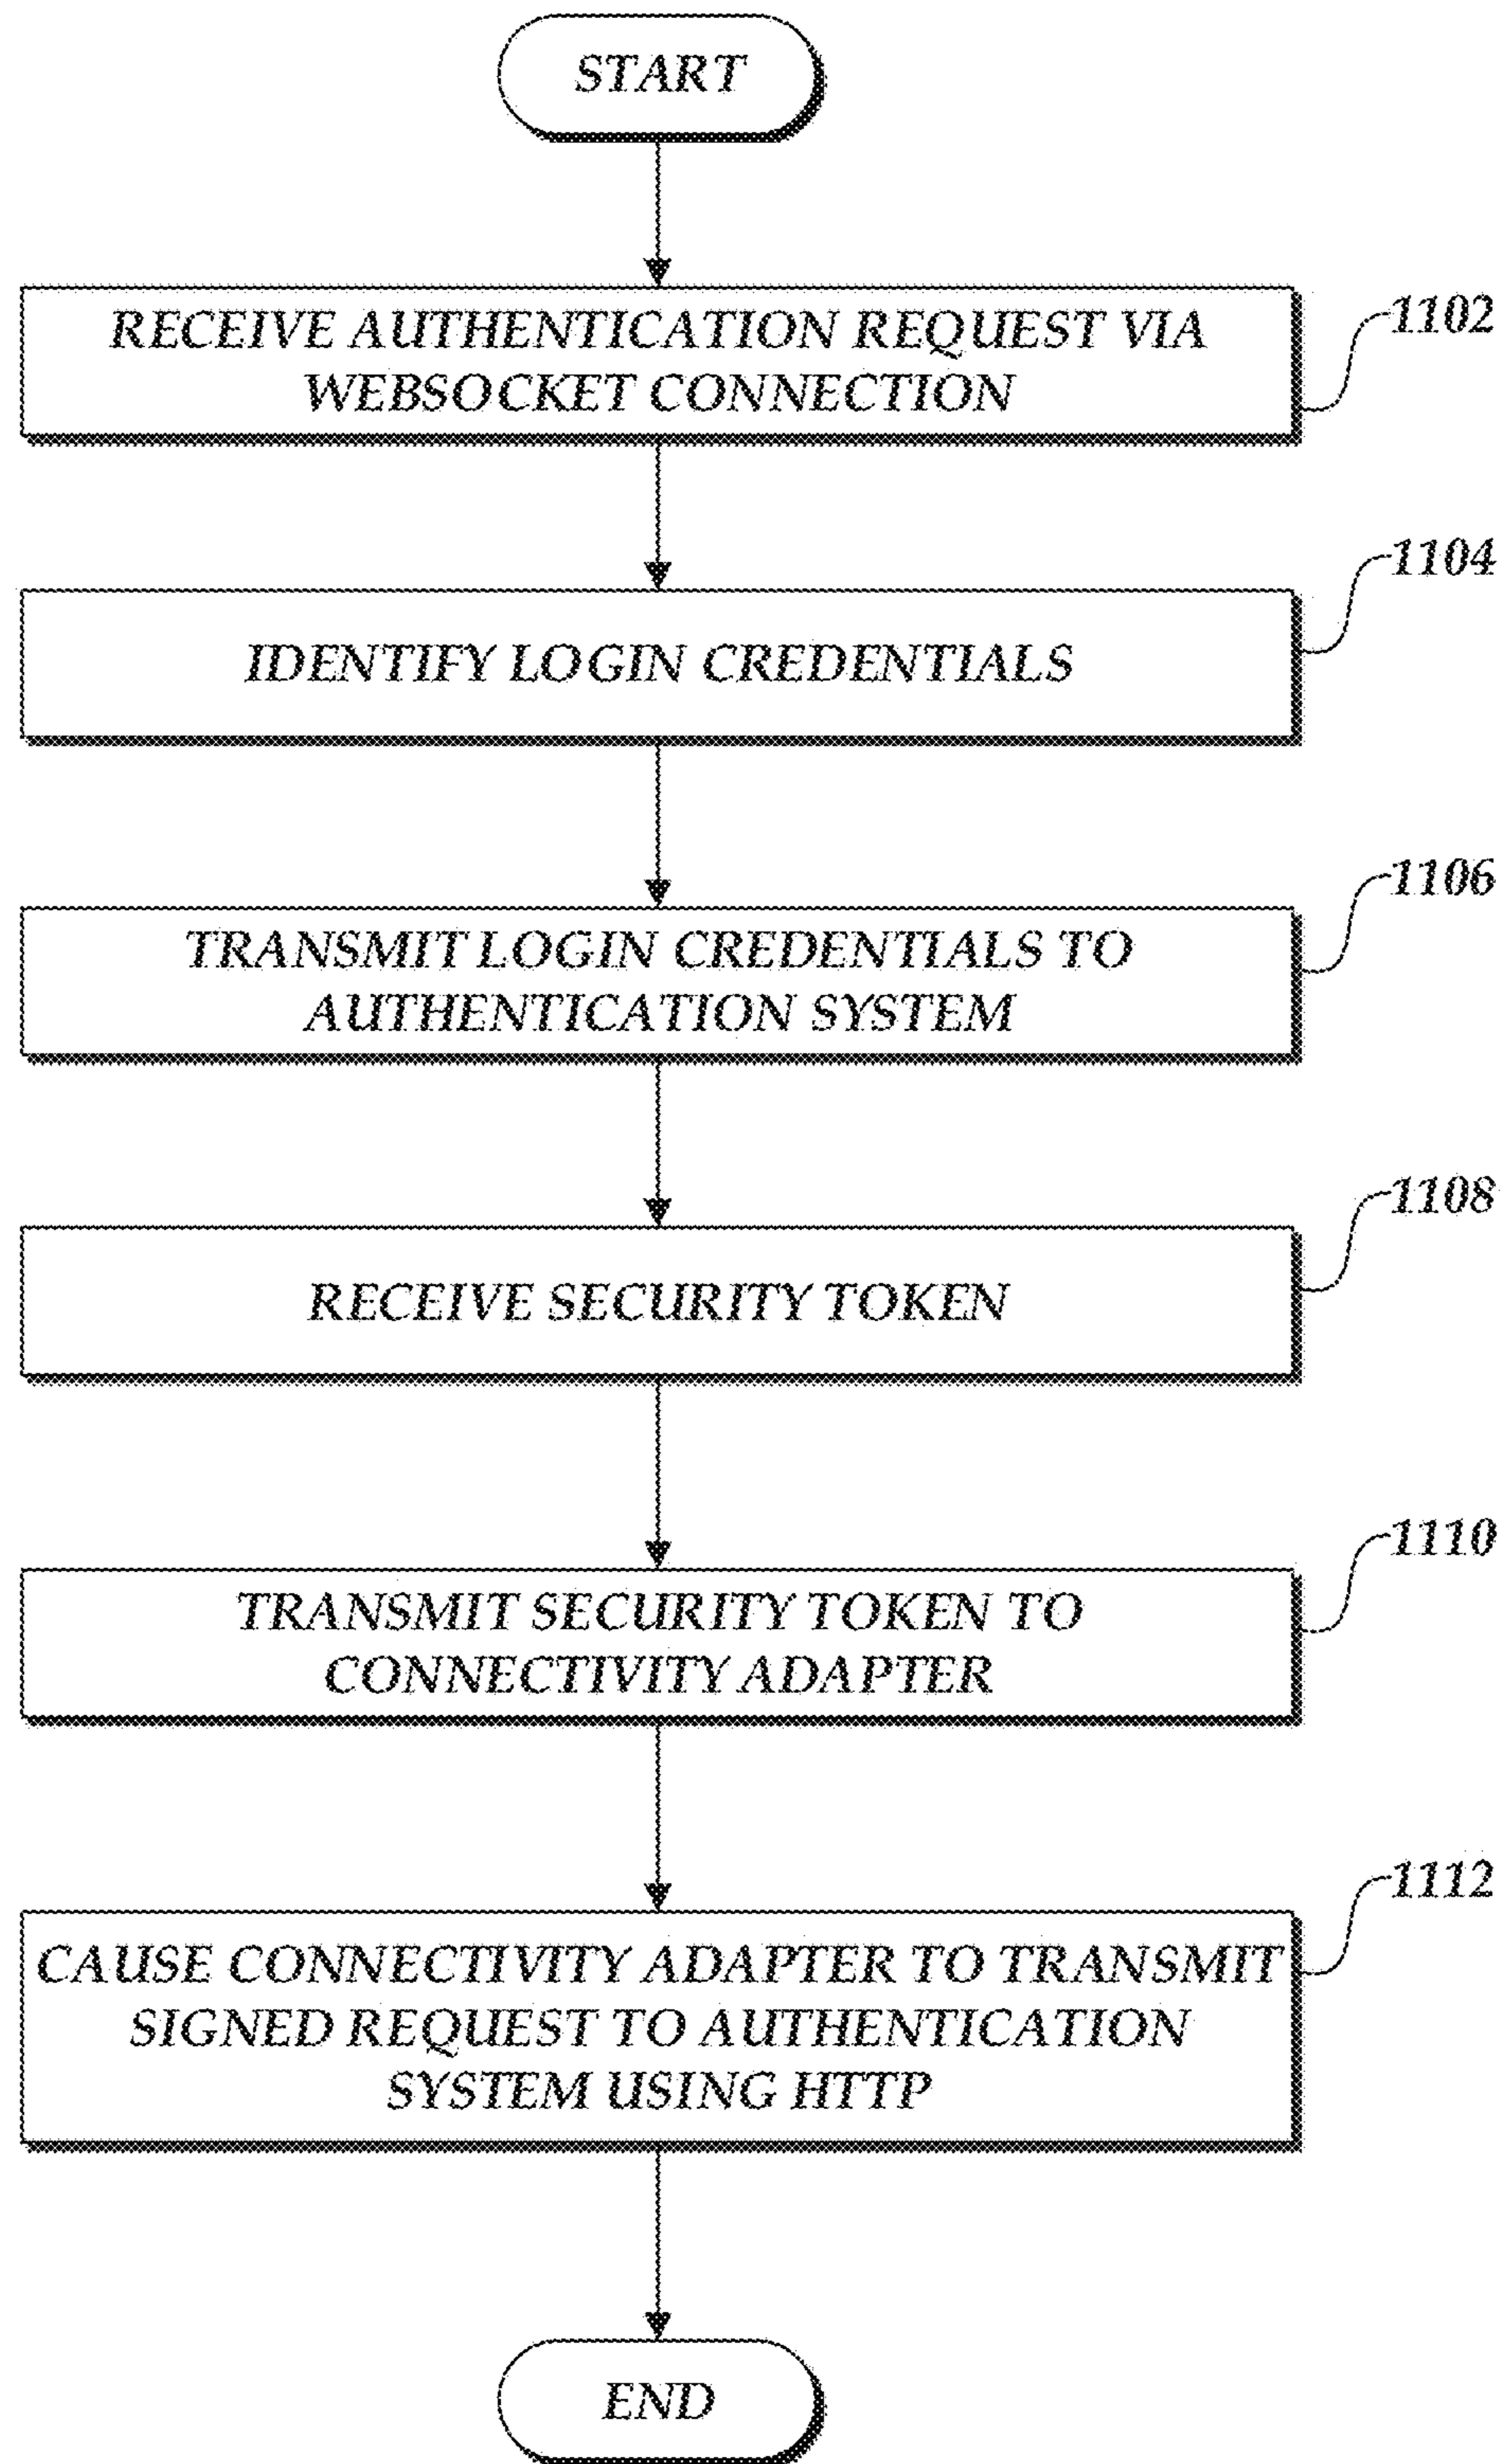 START
RECEIVE AUTHENTICATION REQUEST VIA
WEBSOCKET CONNECTION
1102
IDENTIFY LOGIN CREDENTIALS
1104
TRANSMIT LOGIN CREDENTIALS TO
AUTHENTICATION SYSTEM
1106
RECEIVE SECURITY TOKEN
1108
TRANSMIT SECURITY TOKEN TO
CONNECTIVITY ADAPTER
1110
CAUSE CONNECTIVITY ADAPTER TO TRANSMIT
SIGNED REQUEST TO AUTHENTICATION
SYSTEM USING HTTP
1112
END